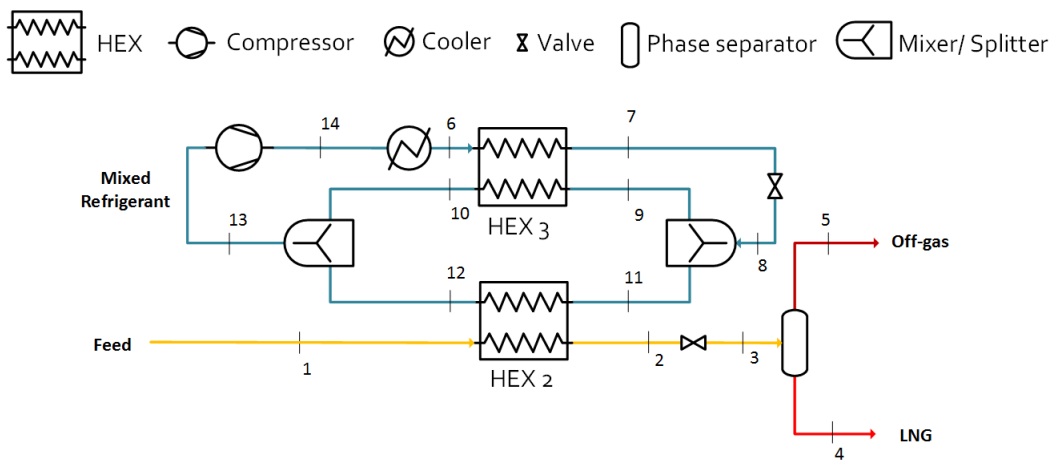 HEX
Compressor
Cooler
Valve
Phase separator
Mixer/ Splitter
14
6
7
Mixed
Refrigerant
10
9
13
HEX 3
8
5
Off-gas
12
11
Feed
1
2
3
HEX 2
LNG
4